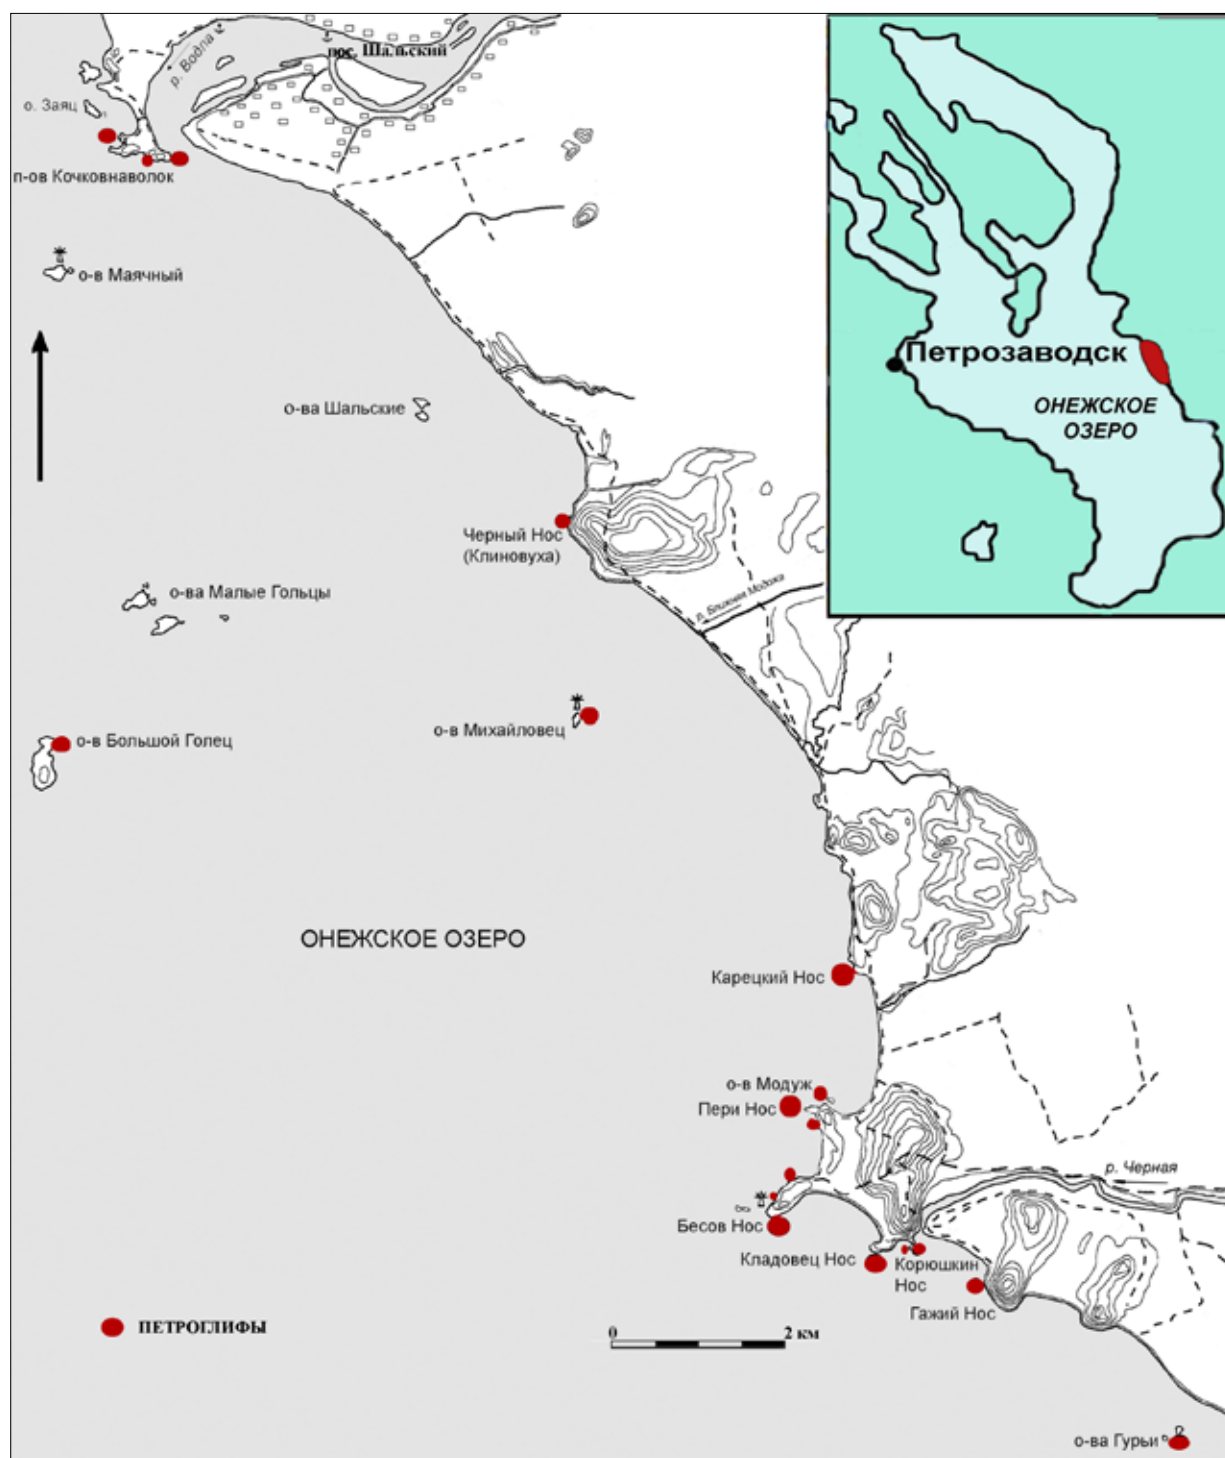 р. Водла
пос. Шальский
о. Заяц
п-ов Кочковнаволок
о-в Маячный
Петрозаводск
ОНЕЖСКОЕ
ОЗЕРО
о-ва Шальские
Черный Нос
(Клиновуха)
р. Ближняя Модожа
о-ва Малые Гольцы
о-в Михайловец
о-в Большой Голец
ОНЕЖСКОЕ ОЗЕРО
Карецкий Нос
о-в Модуж
Пери Нос
р. Черная
Бесов Нос
Кладовец Нос
Корюшкин
Нос
Гажий Нос
ПЕТРОГЛИФЫ
0 2 км
о-ва Гурьи